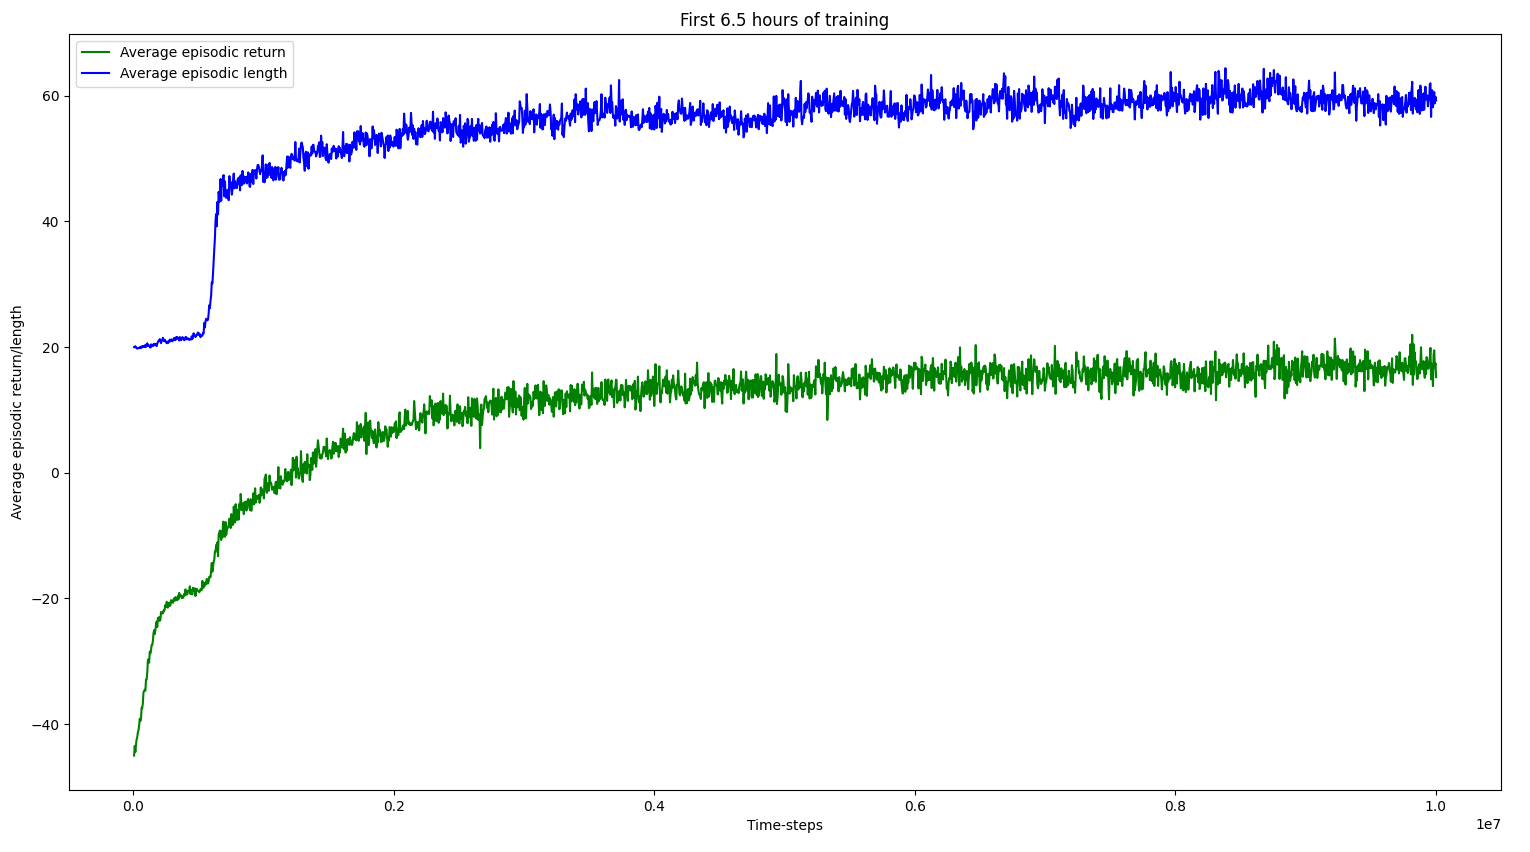 First 6.5 hours of training
Average episodic return
Average episodic length
60
40
20
0
−20
−40
Average episodic return/length
0.0
0.2
0.4
0.6
0.8
1.0
1e7
Time-steps